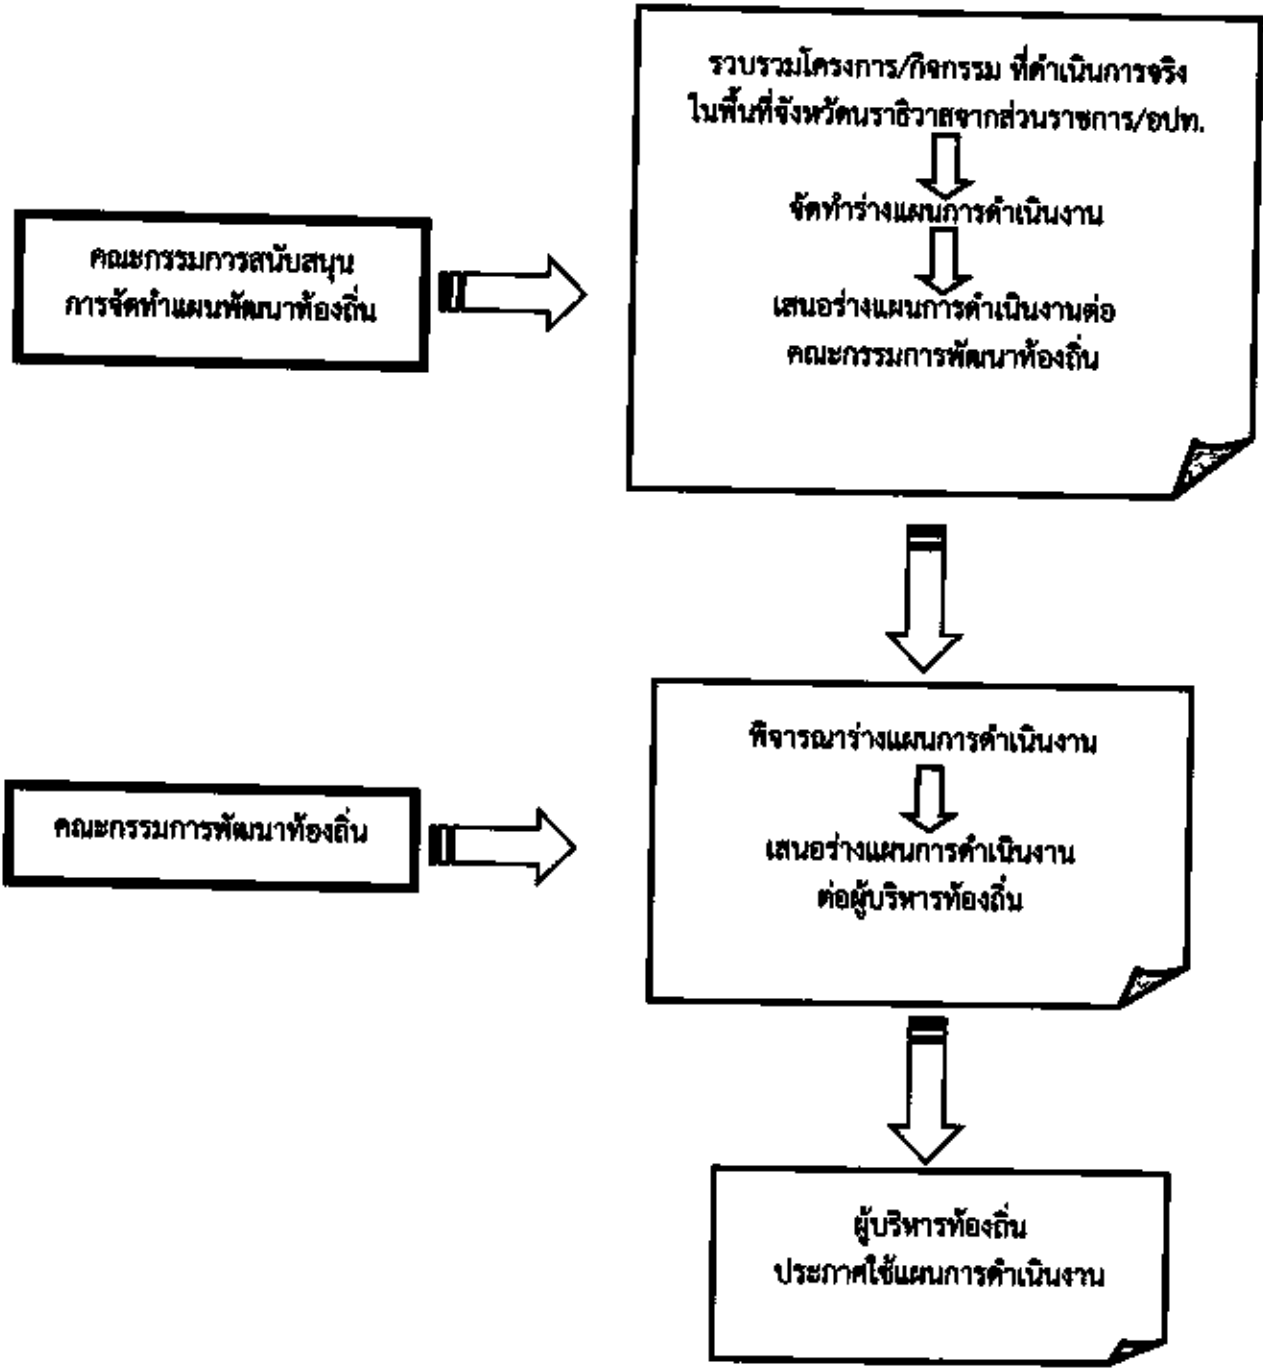 รวบรวมโครงการ/กิจกรรม ที่ดำเนินการจริง
ในพื้นที่จังหวัดนราธิวาสจากส่วนราชการ/อปท.
จัดทำร่างแผนการดำเนินงาน
คณะกรรมการสนับสนุน
การจัดทำแผนพัฒนาท้องถิ่น
เสนอร่างแผนการดำเนินงานต่อ
คณะกรรมการพัฒนาท้องถิ่น
พิจารณาร่างแผนการดำเนินงาน
คณะกรรมการพัฒนาท้องถิ่น
เสนอร่างแผนการดำเนินงาน
ต่อผู้บริหารท้องถิ่น
ผู้บริหารท้องถิ่น
ประกาศใช้แผนการดำเนินงาน